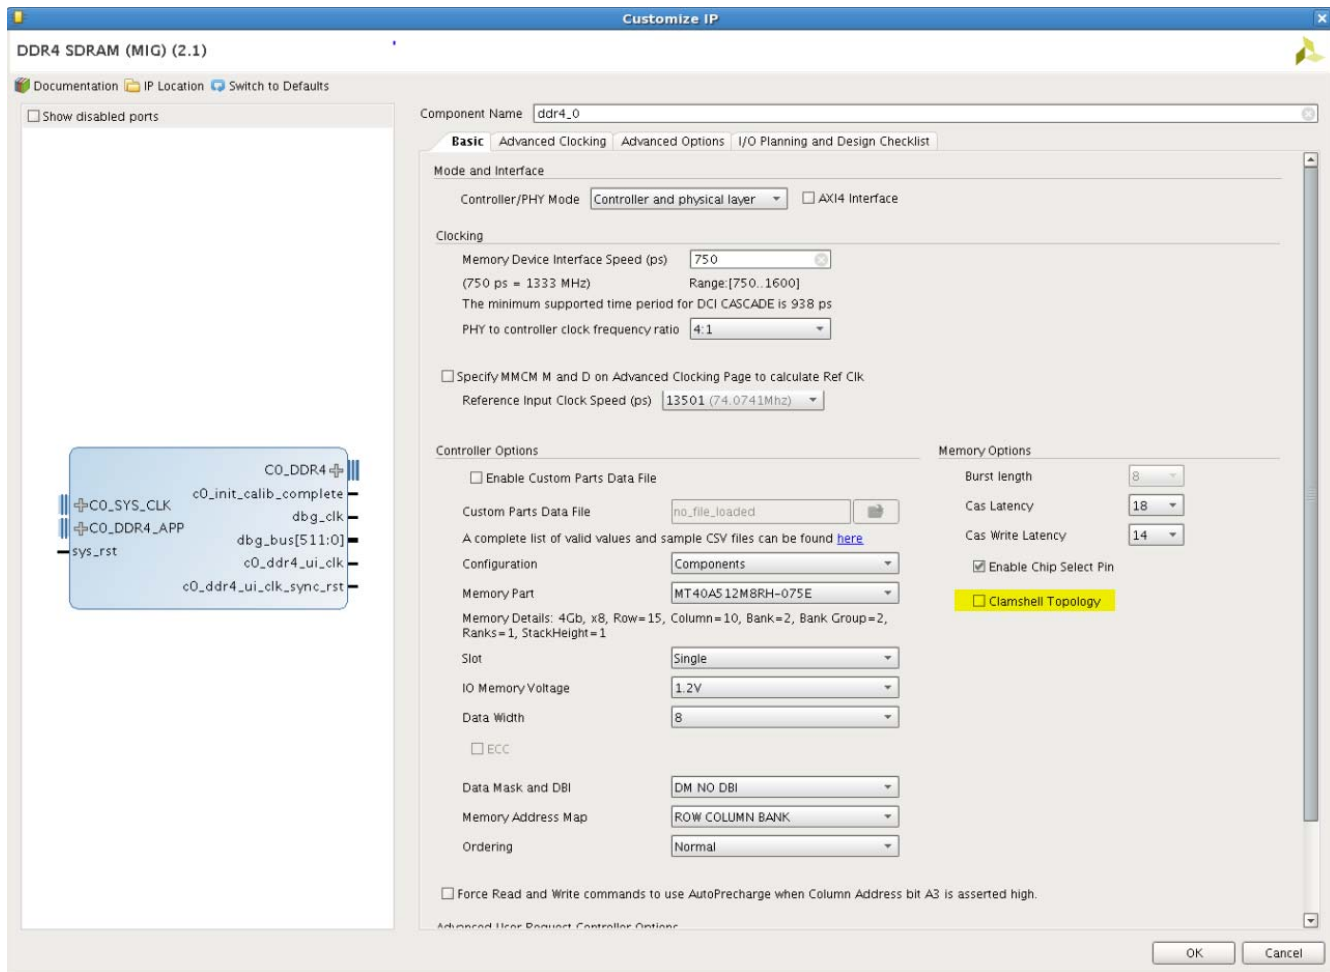 Customize IP
DDR4 SDRAM (MIG) (2.1)
Documentation IP Location Switch to Defaults
Show disabled ports
C0_SYS_CLK
C0_DDR4_APP
sys_rst
C0_DDR4
c0_init_calib_complete
dbg_clk
dbg_bus[511:0]
c0_ddr4_ui_clk
c0_ddr4_ui_clk_sync_rst
Component Name ddr4_0
Basic Advanced Clocking Advanced Options I/O Planning and Design Checklist
Mode and Interface
Controller/PHY Mode Controller and physical layer AXI4 Interface
Clocking
Memory Device Interface Speed (ps) 750
(750 ps = 1333 MHz) Range:[750..1600]
The minimum supported time period for DCI CASCADE is 938 ps
PHY to controller clock frequency ratio 4:1
Specify MMCM M and D on Advanced Clocking Page to calculate Ref Clk
Reference Input Clock Speed (ps) 13501 (74.0741Mhz)
Controller Options
Enable Custom Parts Data File
Custom Parts Data File no_file_loaded
A complete list of valid values and sample CSV files can be found here
Configuration Components
Memory Part MT40A512M8RH-075E
Memory Details: 4Gb, x8, Row=15, Column=10, Bank=2, Bank Group=2,
Ranks=1, StackHeight=1
Slot Single
IO Memory Voltage 1.2V
Data Width 8
ECC
Data Mask and DBI DM NO DBI
Memory Address Map ROW COLUMN BANK
Ordering Normal
Memory Options
Burst length 8
Cas Latency 18
Cas Write Latency 14
Enable Chip Select Pin
Clamshell Topology
Force Read and Write commands to use AutoPrecharge when Column Address bit A3 is asserted high.
Advanced User Request Controller Options
OK Cancel